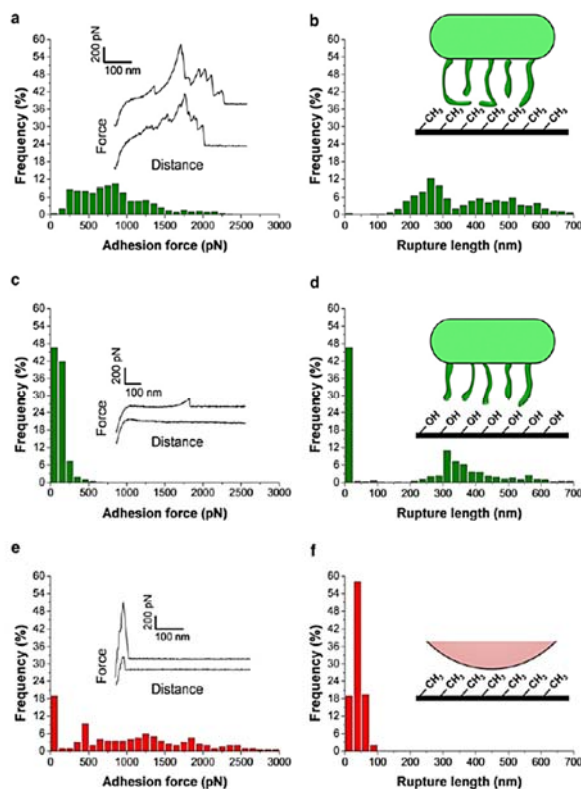 a
Frequency (%)
60
54
48
42
36
30
24
18
12
6
0
200 pN
100 nm
Force
Distance
0 500 1000 1500 2000 2500 3000
Adhesion force (pN)
b
Frequency (%)
60
54
48
42
36
30
24
18
12
6
0
CH₃ CH₃ CH₃ CH₃ CH₃ CH₃ CH₃
0 100 200 300 400 500 600 700
Rupture length (nm)
c
Frequency (%)
60
54
48
42
36
30
24
18
12
6
0
200 pN
100 nm
Force
Distance
0 500 1000 1500 2000 2500 3000
Adhesion force (pN)
d
Frequency (%)
60
54
48
42
36
30
24
18
12
6
0
OH OH OH OH OH OH OH
0 100 200 300 400 500 600 700
Rupture length (nm)
e
Frequency (%)
60
54
48
42
36
30
24
18
12
6
0
200 pN
100 nm
Force
Distance
0 500 1000 1500 2000 2500 3000
Adhesion force (pN)
f
Frequency (%)
60
54
48
42
36
30
24
18
12
6
0
CH₃ CH₃ CH₃ CH₃ CH₃ CH₃ CH₃
0 100 200 300 400 500 600 700
Rupture length (nm)